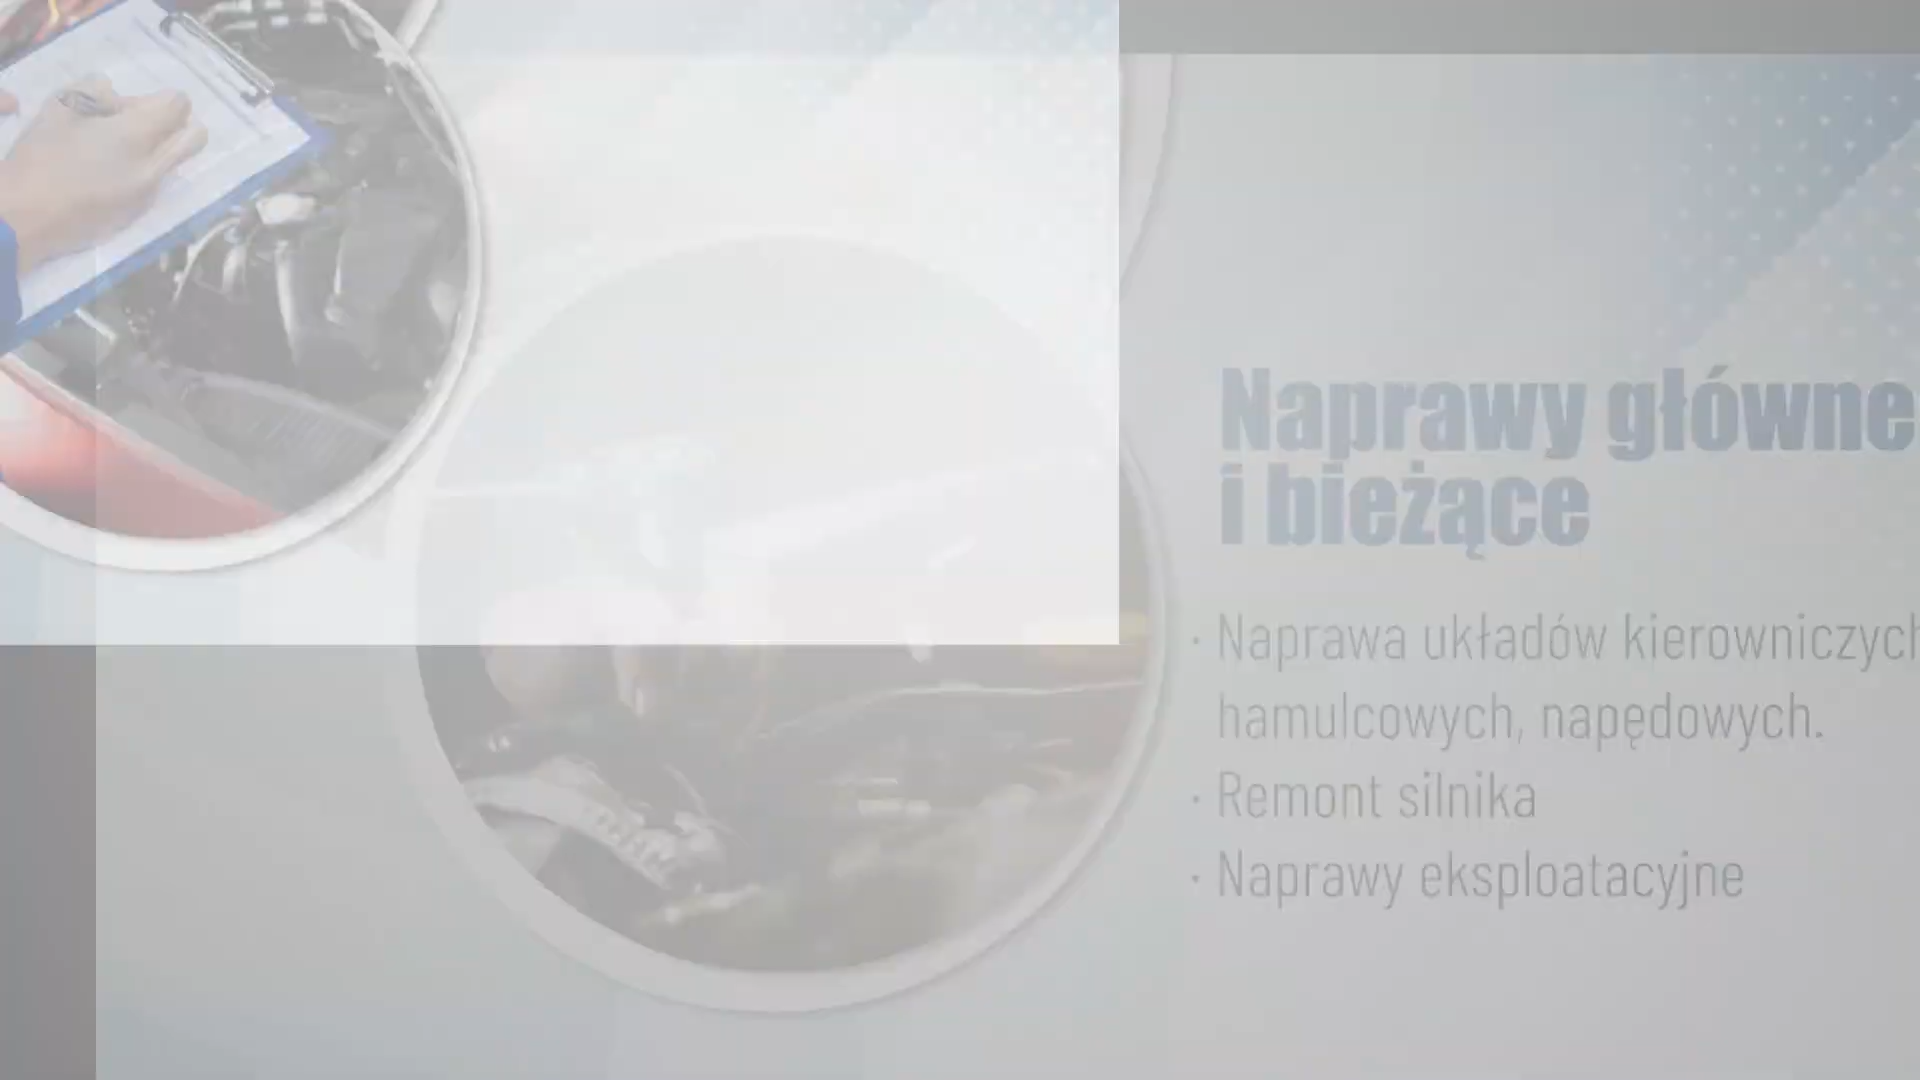 Naprawy główne
i bieżące
· Naprawa układów kierowniczych
hamulcowych, napędowych.
· Remont silnika
· Naprawy eksploatacyjne